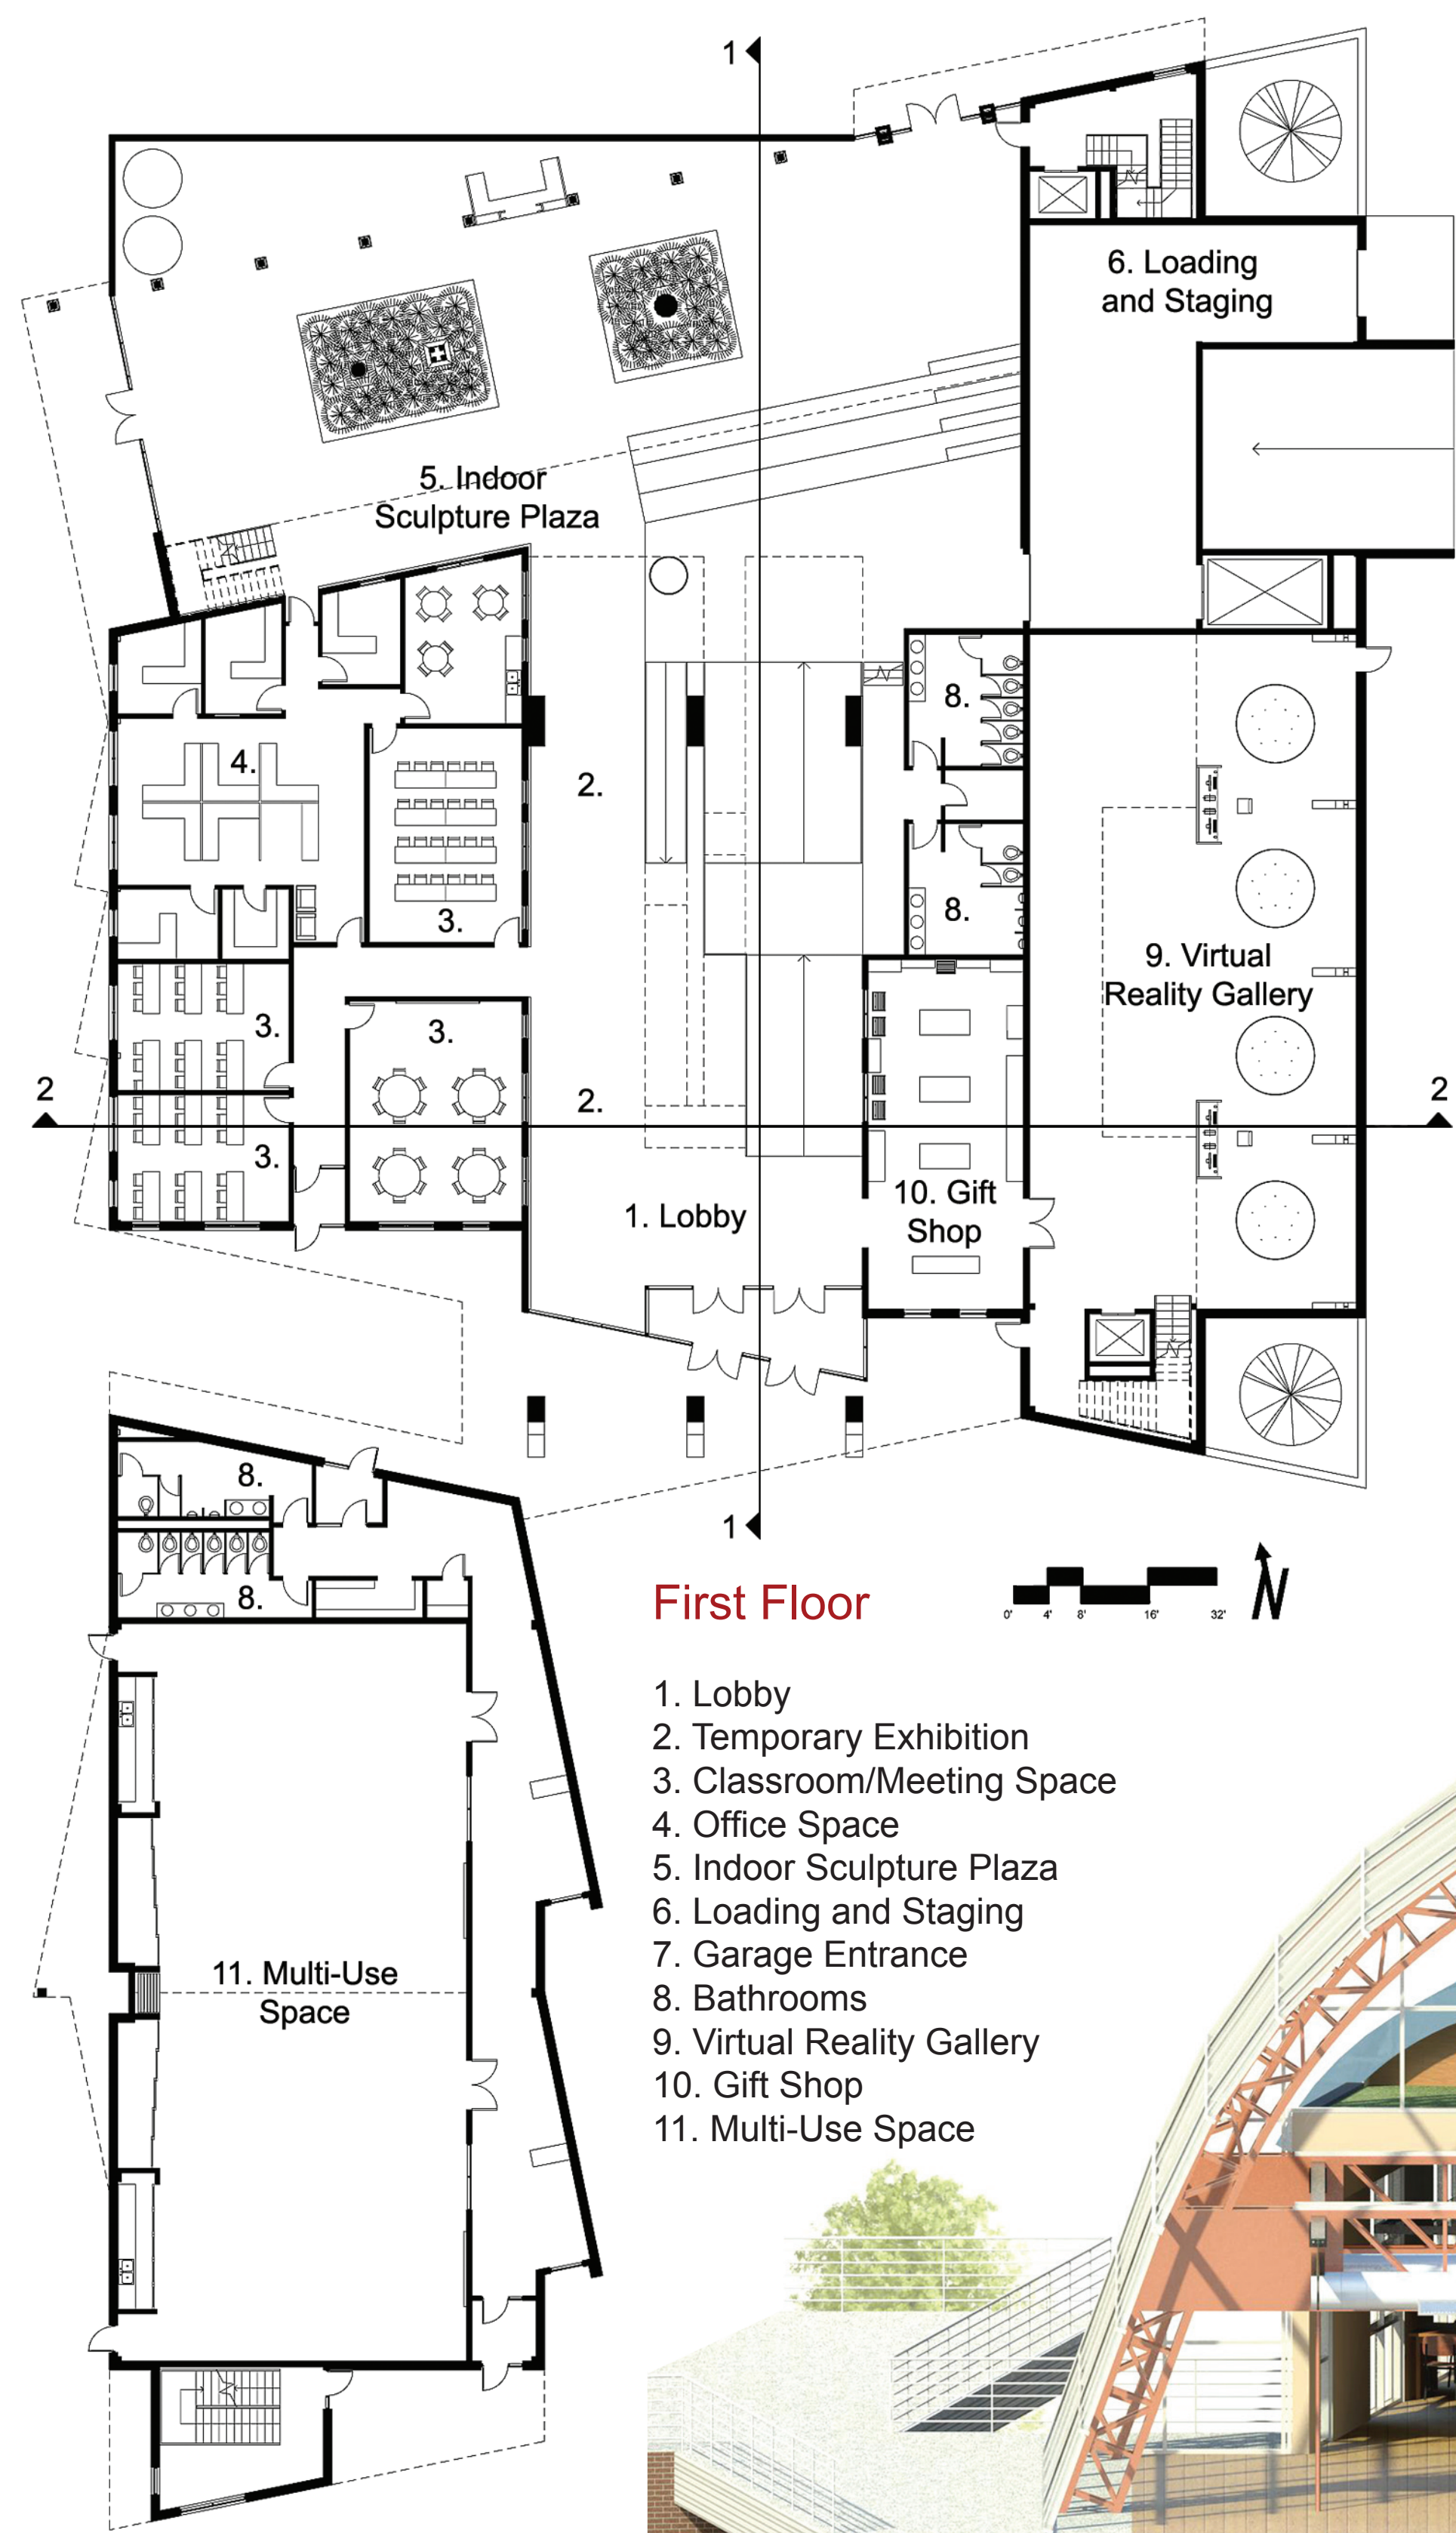 1
6. Loading
and Staging
5. Indoor
Sculpture Plaza
8.
4.
2.
3.
8.
9. Virtual
Reality Gallery
3.
3.
2
2
2.
3.
10. Gift
Shop
1. Lobby
8.
1
8.
First Floor
0'
4'
8'
16'
32'
N
1. Lobby
2. Temporary Exhibition
3. Classroom/Meeting Space
4. Office Space
5. Indoor Sculpture Plaza
6. Loading and Staging
7. Garage Entrance
8. Bathrooms
9. Virtual Reality Gallery
10. Gift Shop
11. Multi-Use Space
11. Multi-Use
Space